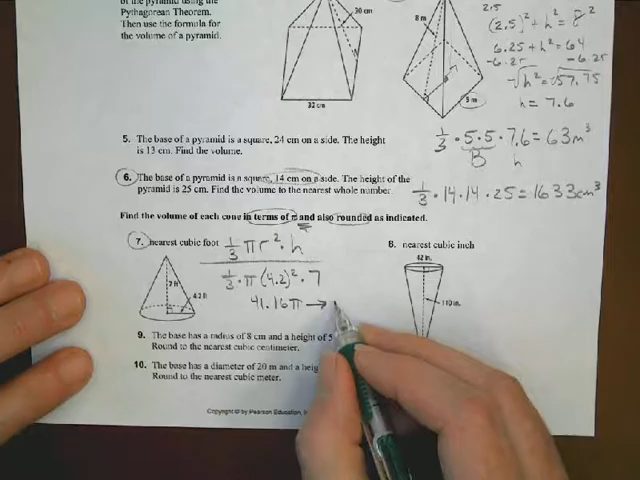 of the pyramid using the
Pythagorean Theorem.
Then use the formula for
the volume of a pyramid.
30 cm
32 cm
8 m
5 m
2.5
(2.5)² + h² = 8²
6.25 + h² = 64
-6.25 -6.25
√h² = √57.75
h = 7.6
5. The base of a pyramid is a square, 24 cm on a side. The height
is 13 cm. Find the volume.
1/3 · 5 · 5 · 7.6 = 63 m³
B h
6. The base of a pyramid is a square, 14 cm on a side. The height of the
pyramid is 25 cm. Find the volume to the nearest whole number.
1/3 · 14 · 14 · 25 = 1633 cm³
Find the volume of each cone in terms of π and also rounded as indicated.
7. nearest cubic foot
1/3 πr² · h
7 ft
4.2 ft
1/3 · π (4.2)² · 7
41.16π →
8. nearest cubic inch
42 in.
110 in.
9. The base has a radius of 8 cm and a height of 5
Round to the nearest cubic centimeter.
10. The base has a diameter of 20 m and a heig
Round to the nearest cubic meter.
Copyright © by Pearson Education, In